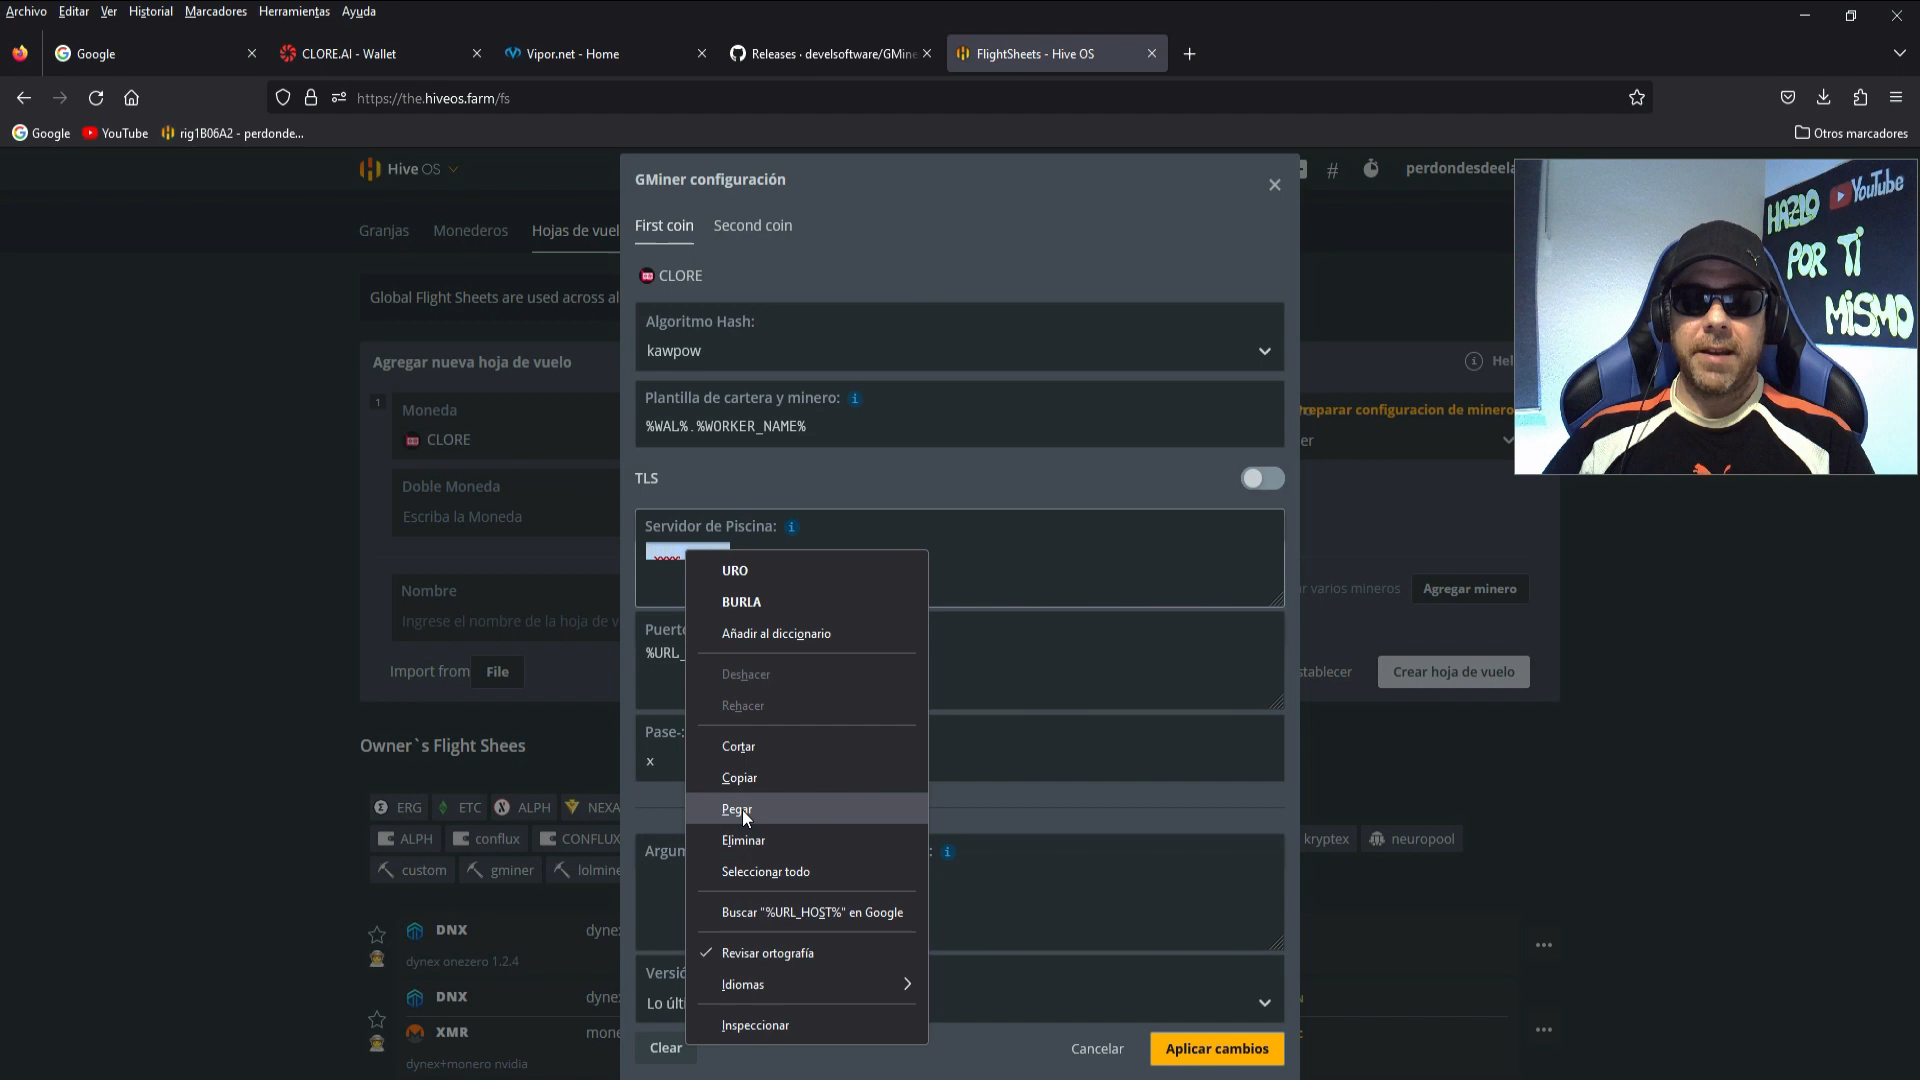 Archivo Editar Ver Historial Marcadores Herramientas Ayuda
Google
CLORE.AI - Wallet
Vipor.net - Home
Releases · develsoftware/GMine
FlightSheets - Hive OS
https://the.hiveos.farm/fs
Google YouTube rig1B06A2 - perdonde...
Otros marcadores
Hive OS
GMiner configuración
# perdondesdeela
First coin Second coin
Granjas Monederos Hojas de vuel
CLORE
Global Flight Sheets are used across al
Algoritmo Hash:
kawpow
Agregar nueva hoja de vuelo
Hel
1
Moneda
CLORE
Plantilla de cartera y minero:
%WAL%.%WORKER_NAME%
reparar configuracion de minero
er
TLS
Doble Moneda
Escriba la Moneda
Servidor de Piscina:
URO
BURLA
Añadir al diccionario
Deshacer
Rehacer
Cortar
Copiar
Pegar
Eliminar
Seleccionar todo
Buscar "%URL_HOST%" en Google
Revisar ortografía
Idiomas
Inspeccionar
Nombre
Ingrese el nombre de la hoja de v
r varios mineros Agregar minero
Puerto
%URL_
Import from File
stablecer Crear hoja de vuelo
Pase-:
x
Owner`s Flight Shees
ERG ETC ALPH NEXA
ALPH conflux CONFLUX
kryptex neuropool
custom gminer lolmine
Argum
:
DNX dyne
dynex onezero 1.2.4
Versió
Lo últi
DNX dyne
XMR mone
dynex+monero nvidia
Clear Cancelar Aplicar cambios
HAZLO
POR TI
MISMO
YouTube